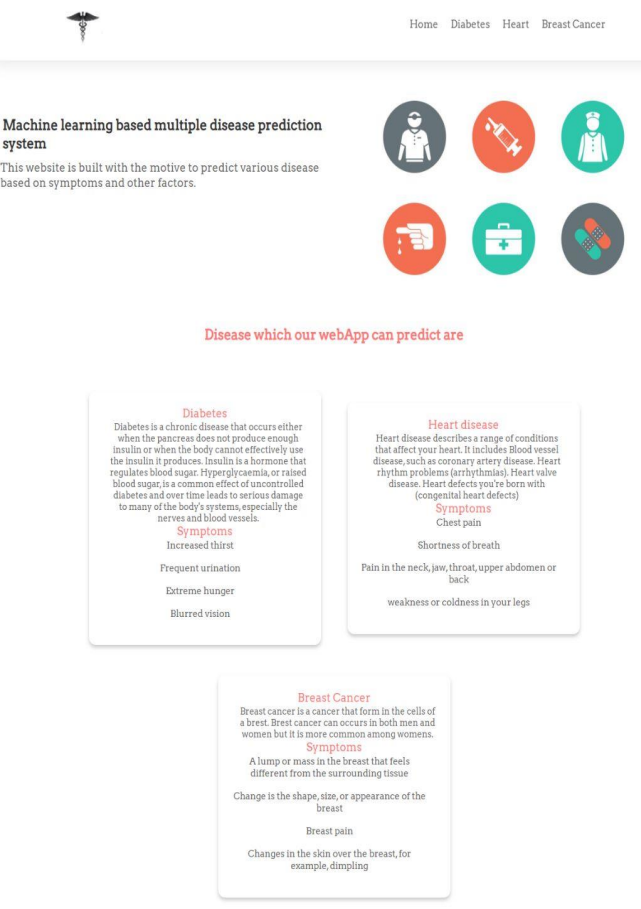 Home Diabetes Heart Breast Cancer
Machine learning based multiple disease prediction
system
This website is built with the motive to predict various disease
based on symptoms and other factors.
Disease which our webApp can predict are
Diabetes
Diabetes is a chronic disease that occurs either
when the pancreas does not produce enough
insulin or when the body cannot effectively use
the insulin it produces. Insulin is a hormone that
regulates blood sugar. Hyperglycaemia, or raised
blood sugar, is a common effect of uncontrolled
diabetes and over time leads to serious damage
to many of the body's systems, especially the
nerves and blood vessels.
Symptoms
Increased thirst
Frequent urination
Extreme hunger
Blurred vision
Heart disease
Heart disease describes a range of conditions
that affect your heart. It includes Blood vessel
disease, such as coronary artery disease. Heart
rhythm problems (arrhythmias). Heart valve
disease. Heart defects you're born with
(congenital heart defects)
Symptoms
Chest pain
Shortness of breath
Pain in the neck, jaw, throat, upper abdomen or
back
weakness or coldness in your legs
Breast Cancer
Breast cancer is a cancer that form in the cells of
a brest. Brest cancer can occurs in both men and
women but it is more common among womens.
Symptoms
A lump or mass in the breast that feels
different from the surrounding tissue
Change is the shape, size, or appearance of the
breast
Breast pain
Changes in the skin over the breast, for
example, dimpling